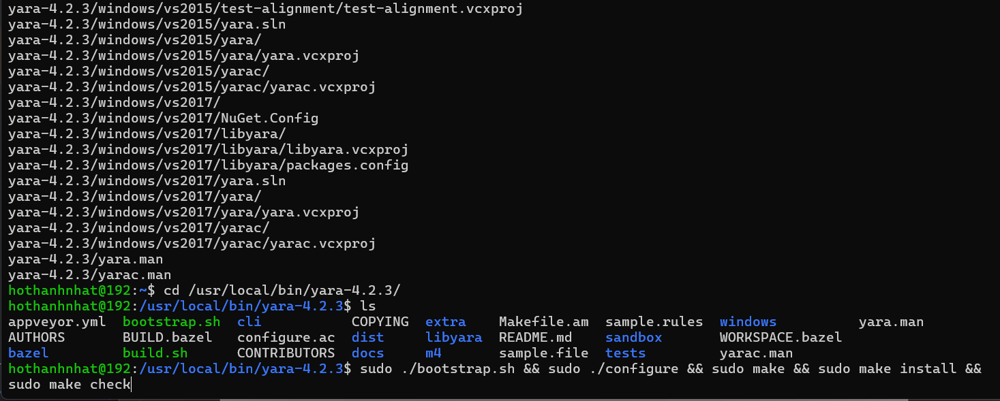 yara-4.2.3/windows/vs2015/test-alignment/test-alignment.vcxproj
yara-4.2.3/windows/vs2015/yara.sln
yara-4.2.3/windows/vs2015/yara/
yara-4.2.3/windows/vs2015/yara/yara.vcxproj
yara-4.2.3/windows/vs2015/yarac/
yara-4.2.3/windows/vs2015/yarac/yarac.vcxproj
yara-4.2.3/windows/vs2017/
yara-4.2.3/windows/vs2017/NuGet.Config
yara-4.2.3/windows/vs2017/libyara/
yara-4.2.3/windows/vs2017/libyara/libyara.vcxproj
yara-4.2.3/windows/vs2017/libyara/packages.config
yara-4.2.3/windows/vs2017/yara.sln
yara-4.2.3/windows/vs2017/yara/
yara-4.2.3/windows/vs2017/yara/yara.vcxproj
yara-4.2.3/windows/vs2017/yarac/
yara-4.2.3/windows/vs2017/yarac/yarac.vcxproj
yara-4.2.3/yara.man
yara-4.2.3/yarac.man
hothanhnhat@192:~$ cd /usr/local/bin/yara-4.2.3/
hothanhnhat@192:/usr/local/bin/yara-4.2.3$ ls
appveyor.yml  bootstrap.sh  cli           COPYING  extra    Makefile.am  sample.rules  windows          yara.man
AUTHORS       BUILD.bazel   configure.ac  dist     libyara  README.md    sandbox       WORKSPACE.bazel
bazel         build.sh      CONTRIBUTORS  docs     m4       sample.file  tests         yarac.man
hothanhnhat@192:/usr/local/bin/yara-4.2.3$ sudo ./bootstrap.sh && sudo ./configure && sudo make && sudo make install &&
sudo make check